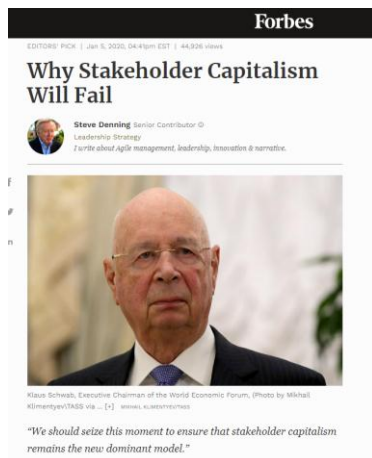 Forbes
EDITORS' PICK | Jan 5, 2020, 04:41pm EST | 44,926 views
Why Stakeholder Capitalism
Will Fail
Steve Denning Senior Contributor
Leadership Strategy
I write about Agile management, leadership, innovation & narrative.
f
n
Klaus Schwab, Executive Chairman of the World Economic Forum, (Photo by Mikhail
Klimentyev\TASS via ... [+] MIKHAIL KLIMENTYEV/TASS
“We should seize this moment to ensure that stakeholder capitalism
remains the new dominant model.”